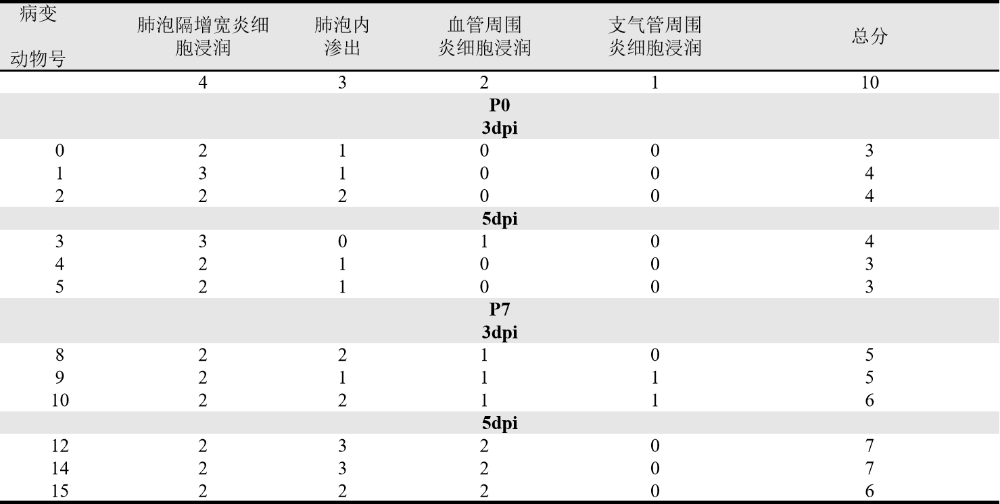 病变
动物号 肺泡隔增宽炎细胞浸润 肺泡内渗出 血管周围炎细胞浸润 支气管周围炎细胞浸润 总分
4 3 2 1 10
P0
3dpi
0 2 1 0 0 3
1 3 1 0 0 4
2 2 2 0 0 4
5dpi
3 3 0 1 0 4
4 2 1 0 0 3
5 2 1 0 0 3
P7
3dpi
8 2 2 1 0 5
9 2 1 1 1 5
10 2 2 1 1 6
5dpi
12 2 3 2 0 7
14 2 3 2 0 7
15 2 2 2 0 6